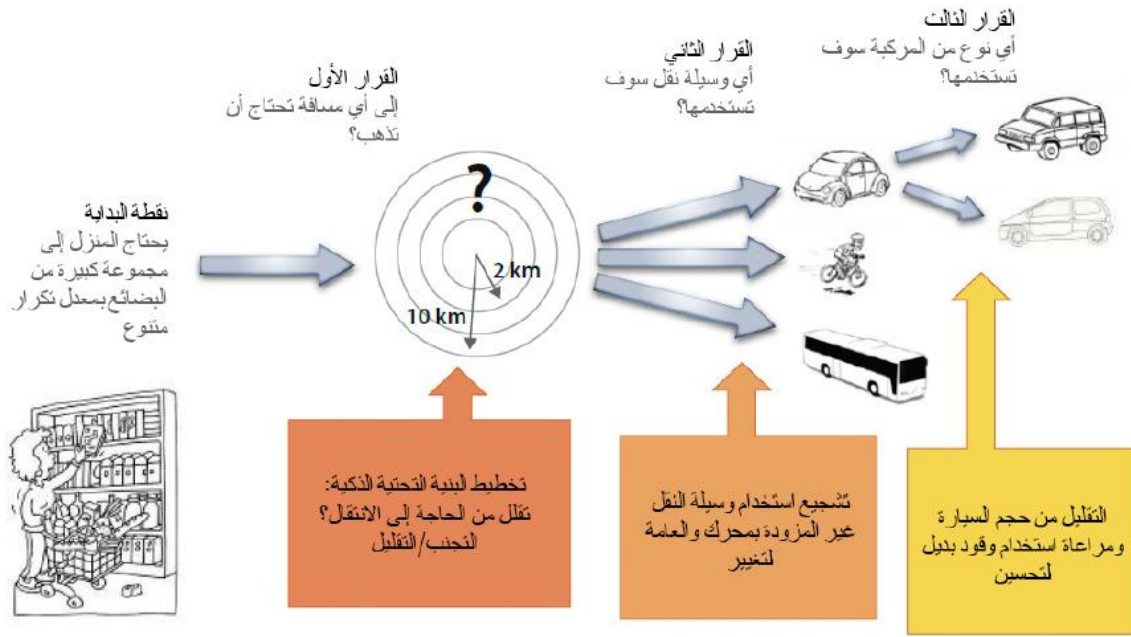 القرار الثالث
أي نوع من المركبة سوف
تستخدمها؟
القرار الثاني
أي وسيلة نقل سوف
تستخدمها؟
القرار الأول
إلى أي مسافة تحتاج أن
تذهب؟
نقطة البداية
يحتاج المنزل إلى
مجموعة كبيرة من
البضائع بمعدل تكرار
متنوع
?
2 km
10 km
تخطيط البنية التحتية الذكية:
تقلل من الحاجة إلى الانتقال؟
التجنب/التقليل
تشجيع استخدام وسيلة النقل
غير المزودة بمحرك والعامة
لتغيير
التقليل من حجم السيارة
ومراعاة استخدام وقود بديل
لتحسين